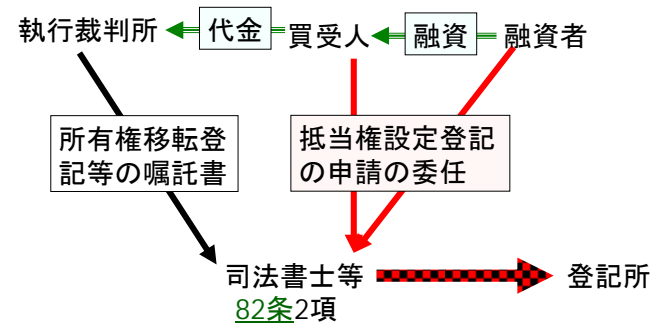 執行裁判所 代金 買受人 融資 融資者
所有権移転登
記等の嘱託書
抵当権設定登記
の申請の委任
司法書士等 登記所
82条2項